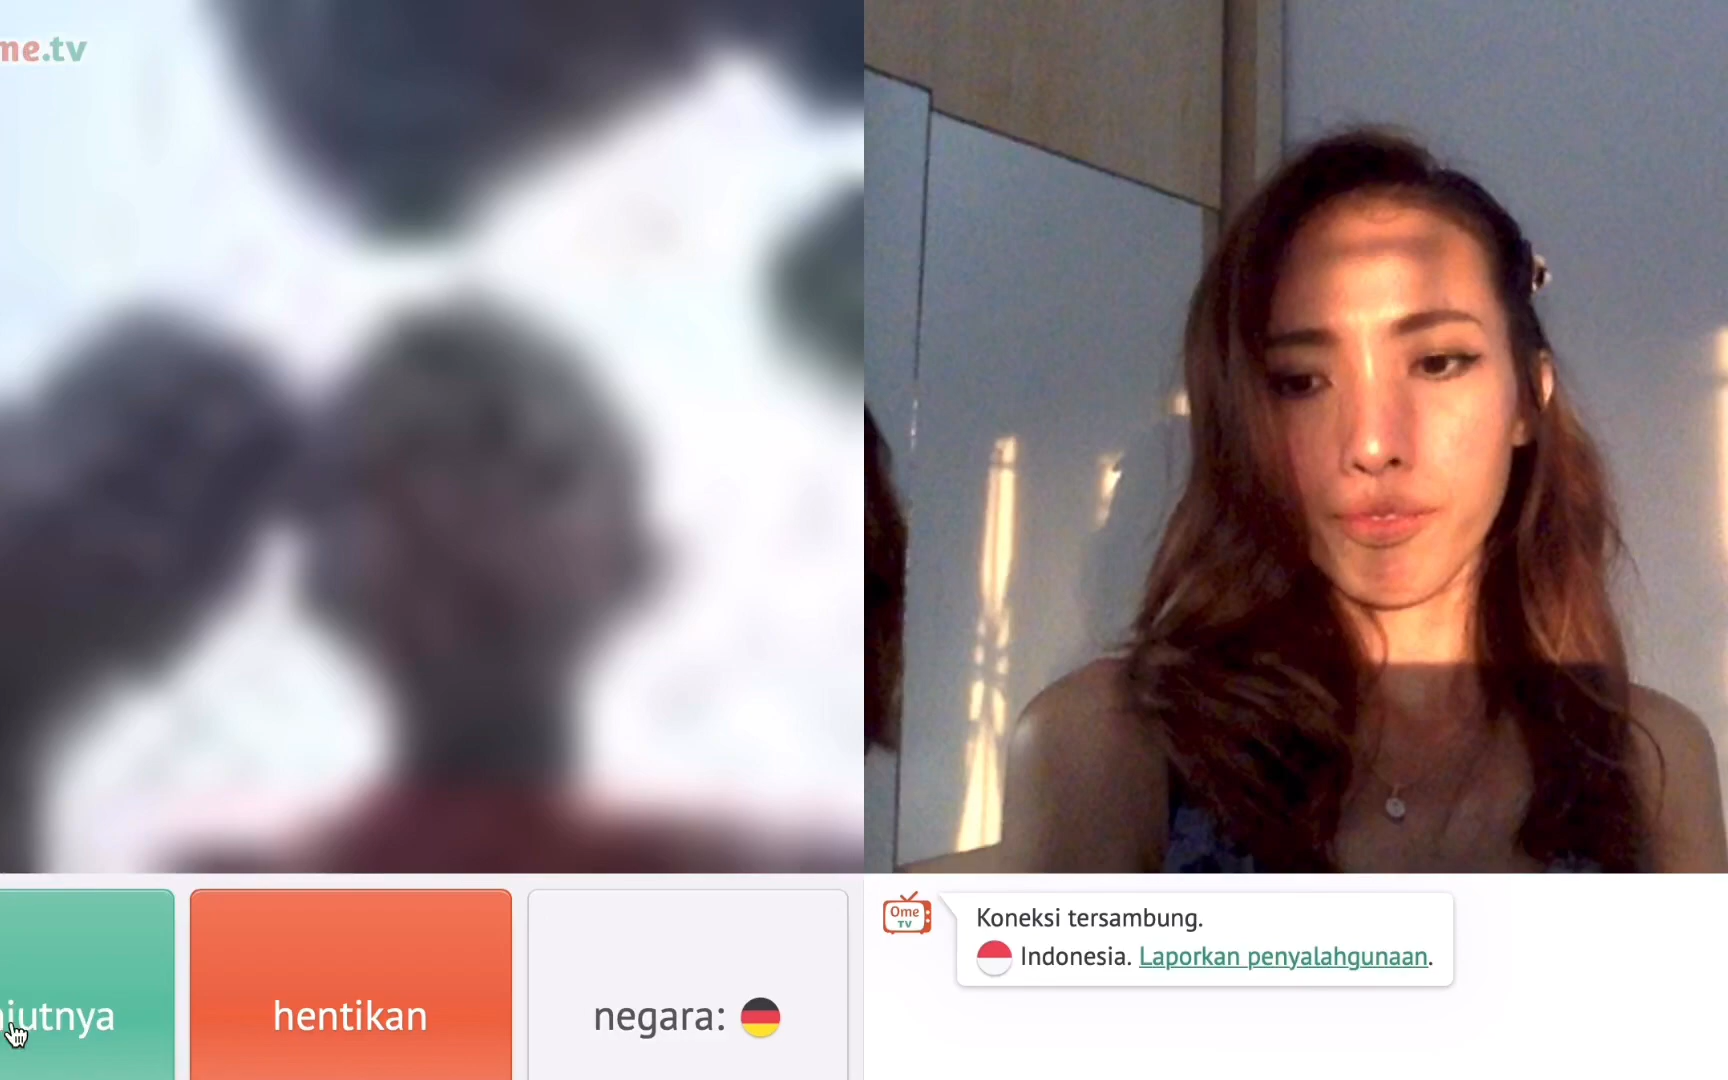 me.tv
Ome
TV
Koneksi tersambung.
Indonesia. Laporkan penyalahgunaan.
jutnya
hentikan
negara: